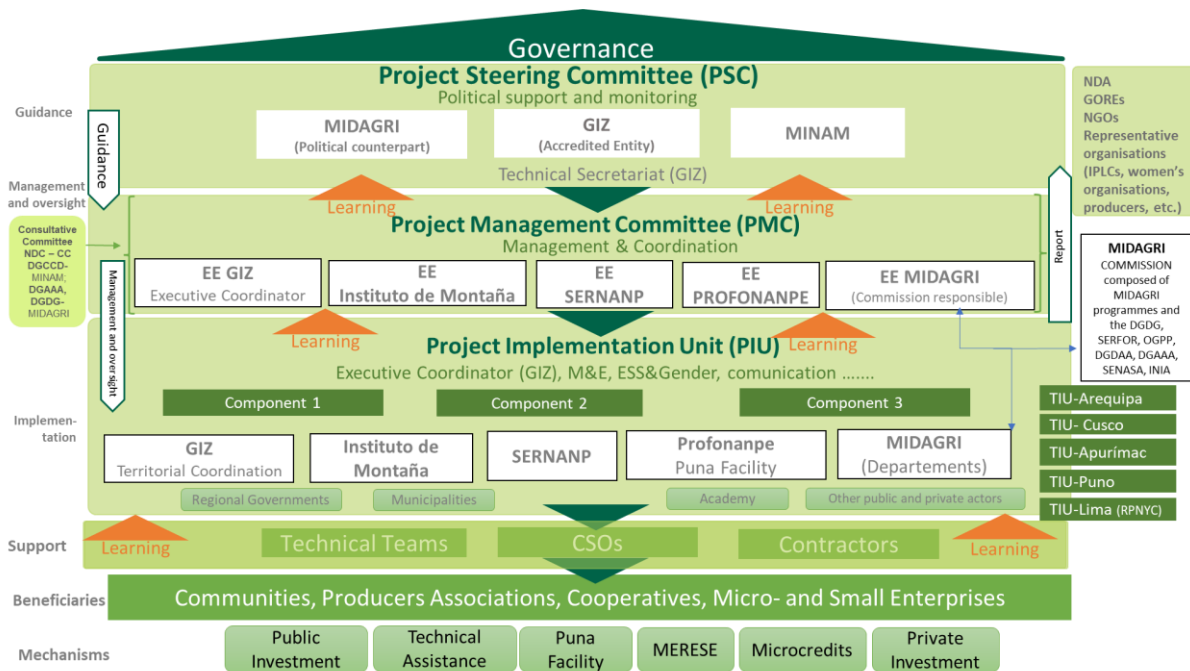 Governance
Project Steering Committee (PSC)
Political support and monitoring
Guidance
Guidance
MIDAGRI
(Political counterpart)
GIZ
(Accredited Entity)
MINAM
Technical Secretariat (GIZ)
NDA
GOREs
NGOs
Representative
organisations
(IPLCs, women's
organisations,
producers, etc.)
Management
and oversight
Learning
Learning
Project Management Committee (PMC)
Management & Coordination
Consultative
Committee
NDC – CC
DGCCD-
MINAM;
DGAAA,
DGDG-
MIDAGRI
Management and oversight
EE GIZ
Executive Coordinator
EE
Instituto de Montaña
EE
SERNANP
EE
PROFONANPE
EE MIDAGRI
(Commission responsible)
Report
MIDAGRI
COMMISSION
composed of
MIDAGRI
programmes and
the DGDG,
SERFOR, OGPP,
DGDAA, DGAAA,
SENASA, INIA
Learning
Learning
Project Implementation Unit (PIU)
Executive Coordinator (GIZ), M&E, ESS&Gender, comunication .......
Component 1
Component 2
Component 3
Implemen-
tation
GIZ
Territorial Coordination
Instituto de
Montaña
SERNANP
Profonanpe
Puna Facility
MIDAGRI
(Departements)
Regional Governments
Municipalities
Academy
Other public and private actors
TIU-Arequipa
TIU- Cusco
TIU-Apurímac
TIU-Puno
TIU-Lima (RPNYC)
Support
Learning
Technical Teams
CSOs
Contractors
Learning
Beneficiaries
Communities, Producers Associations, Cooperatives, Micro- and Small Enterprises
Mechanisms
Public
Investment
Technical
Assistance
Puna
Facility
MERESE
Microcredits
Private
Investment